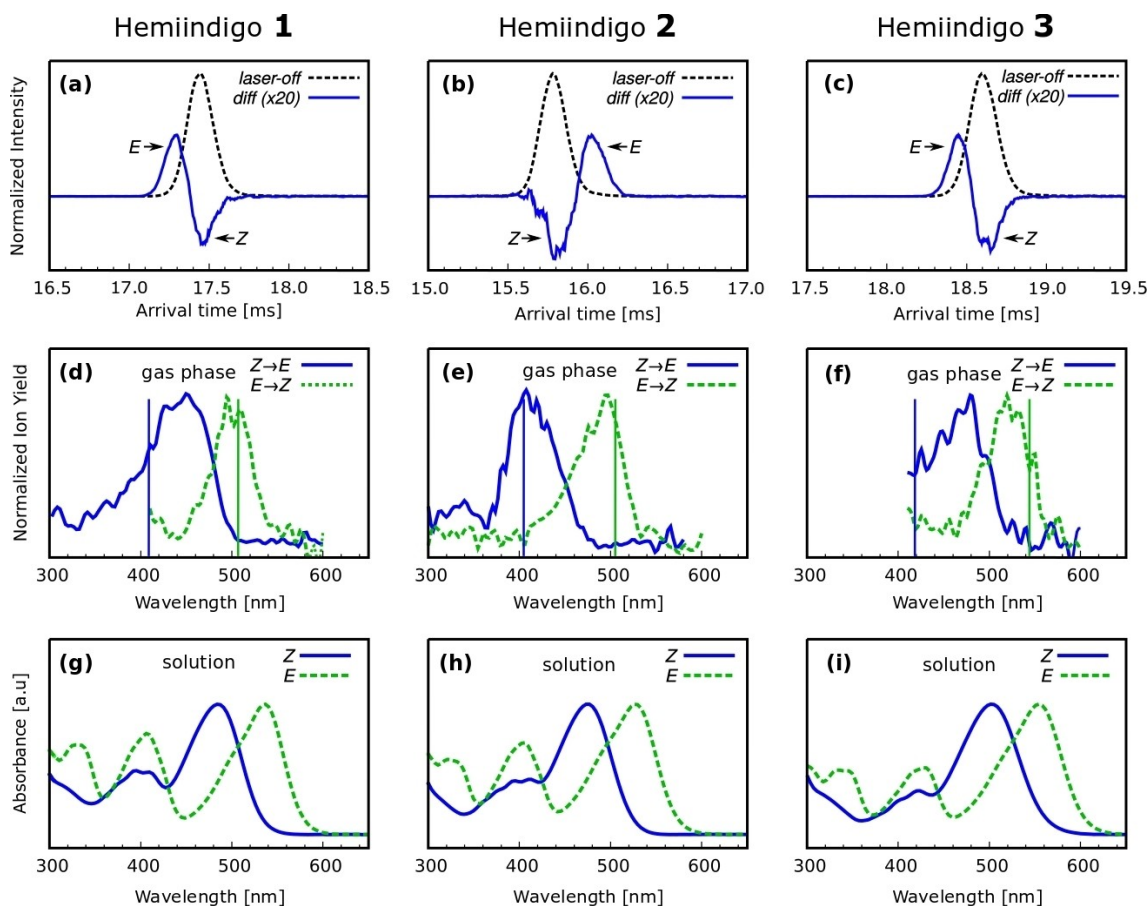 Hemiindigo 1
Hemiindigo 2
Hemiindigo 3
Normalized Intensity
(a)
laser-off
diff (x20)
E
Z
16.5 17.0 17.5 18.0 18.5
Arrival time [ms]
(b)
laser-off
diff (x20)
E
Z
15.0 15.5 16.0 16.5 17.0
Arrival time [ms]
(c)
laser-off
diff (x20)
E
Z
17.5 18.0 18.5 19.0 19.5
Arrival time [ms]
Normalized Ion Yield
(d)
gas phase
Z→E
E→Z
300 400 500 600
Wavelength [nm]
(e)
gas phase
Z→E
E→Z
300 400 500 600
Wavelength [nm]
(f)
gas phase
Z→E
E→Z
300 400 500 600
Wavelength [nm]
Absorbance [a.u]
(g)
solution
Z
E
300 400 500 600
Wavelength [nm]
(h)
solution
Z
E
300 400 500 600
Wavelength [nm]
(i)
solution
Z
E
300 400 500 600
Wavelength [nm]